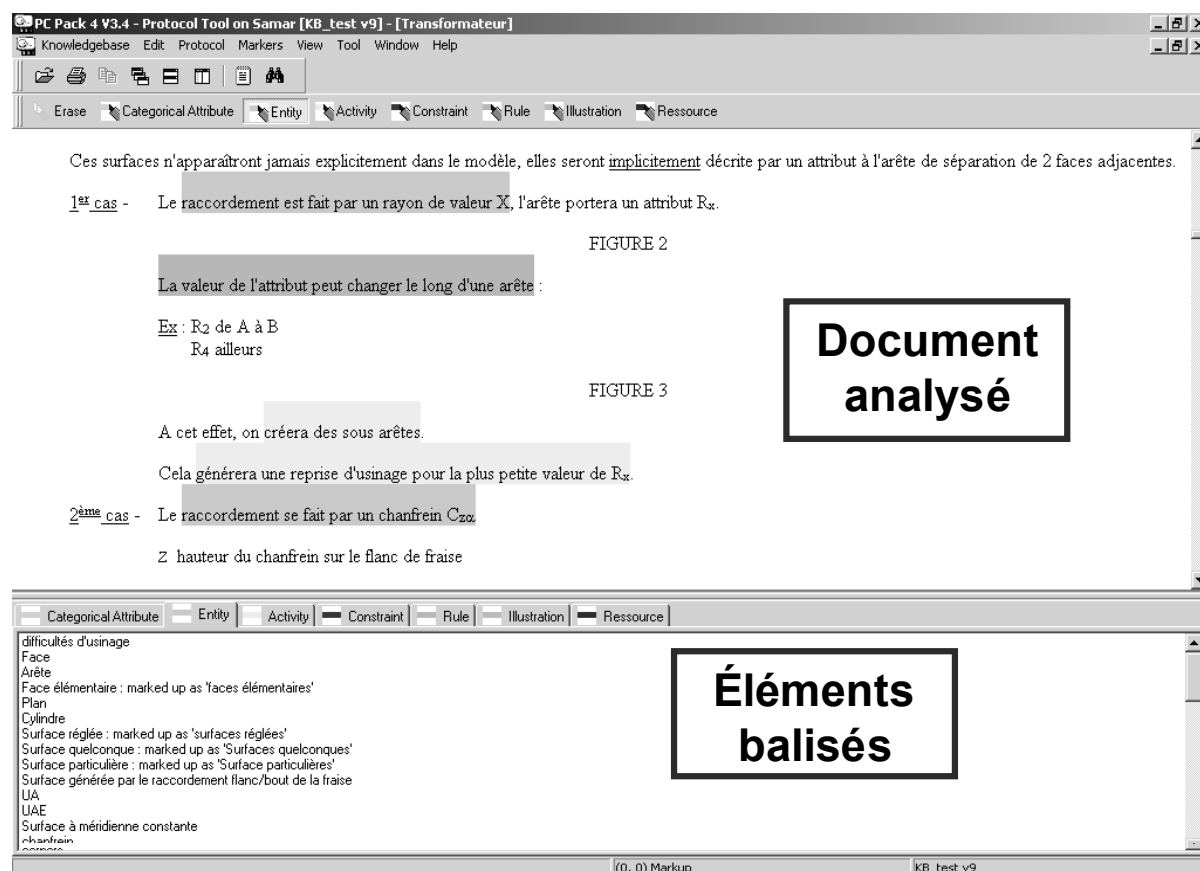 PC Pack 4 V3.4 - Protocol Tool on Samar [KB_test v9] - [Transformateur]
Knowledgebase Edit Protocol Markers View Tool Window Help
Erase Categorical Attribute Entity Activity Constraint Rule Illustration Ressource
Ces surfaces n'apparaîtront jamais explicitement dans le modèle, elles seront implicitement décrite par un attribut à l'arête de séparation de 2 faces adjacentes.
1er cas - Le raccordement est fait par un rayon de valeur X, l'arête portera un attribut Rx.
FIGURE 2
La valeur de l'attribut peut changer le long d'une arête :
Ex : R2 de A à B
R4 ailleurs
Document
analysé
FIGURE 3
A cet effet, on créera des sous arêtes.
Cela générera une reprise d'usinage pour la plus petite valeur de Rx.
2ème cas - Le raccordement se fait par un chanfrein Czα
Z hauteur du chanfrein sur le flanc de fraise
Categorical Attribute Entity Activity Constraint Rule Illustration Ressource
difficultés d'usinage
Face
Arête
Face élémentaire : marked up as 'faces élémentaires'
Plan
Cylindre
Surface réglée : marked up as 'surfaces réglées'
Surface quelconque : marked up as 'Surfaces quelconques'
Surface particulière : marked up as 'Surface particulières'
Surface générée par le raccordement flanc/bout de la fraise
UA
UAE
Surface à méridienne constante
chanfrein
Éléments
balisés
(0, 0) Markup KB_test v9